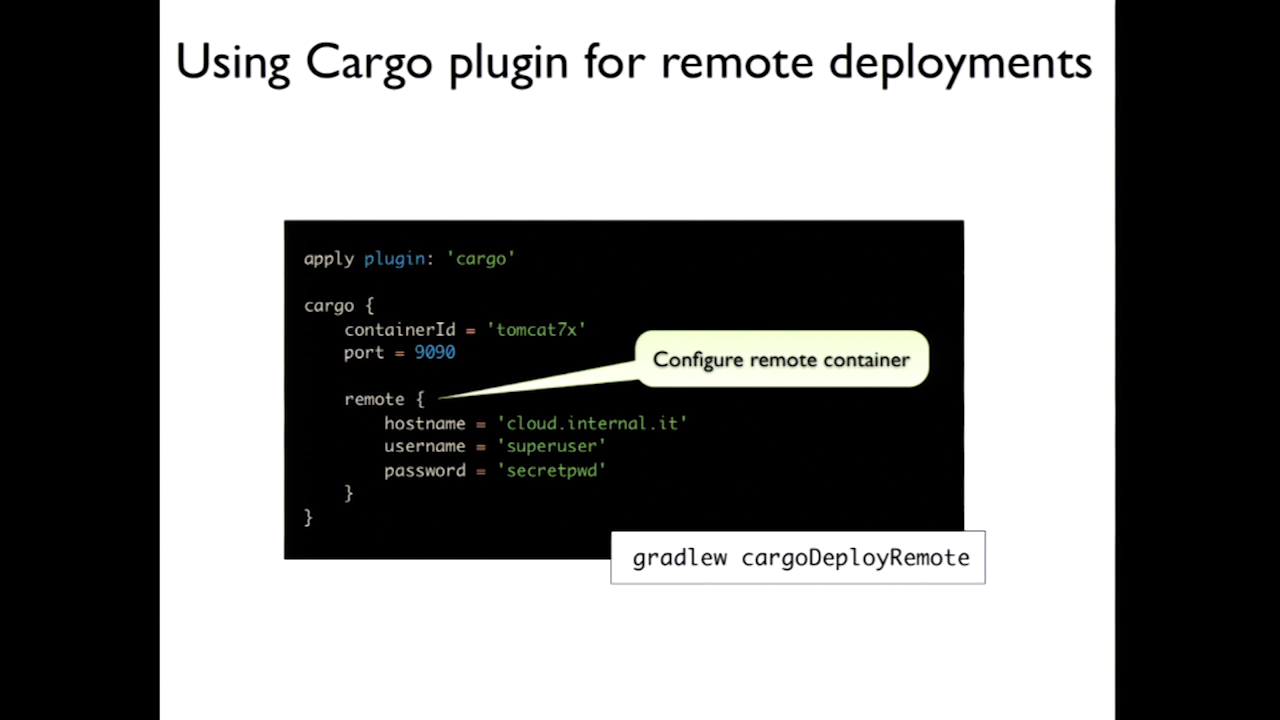 Using Cargo plugin for remote deployments
apply plugin: 'cargo'
cargo {
containerId = 'tomcat7x'
port = 9090
Configure remote container
remote {
hostname = 'cloud.internal.it'
username = 'superuser'
password = 'secretpwd'
}
}
gradlew cargoDeployRemote